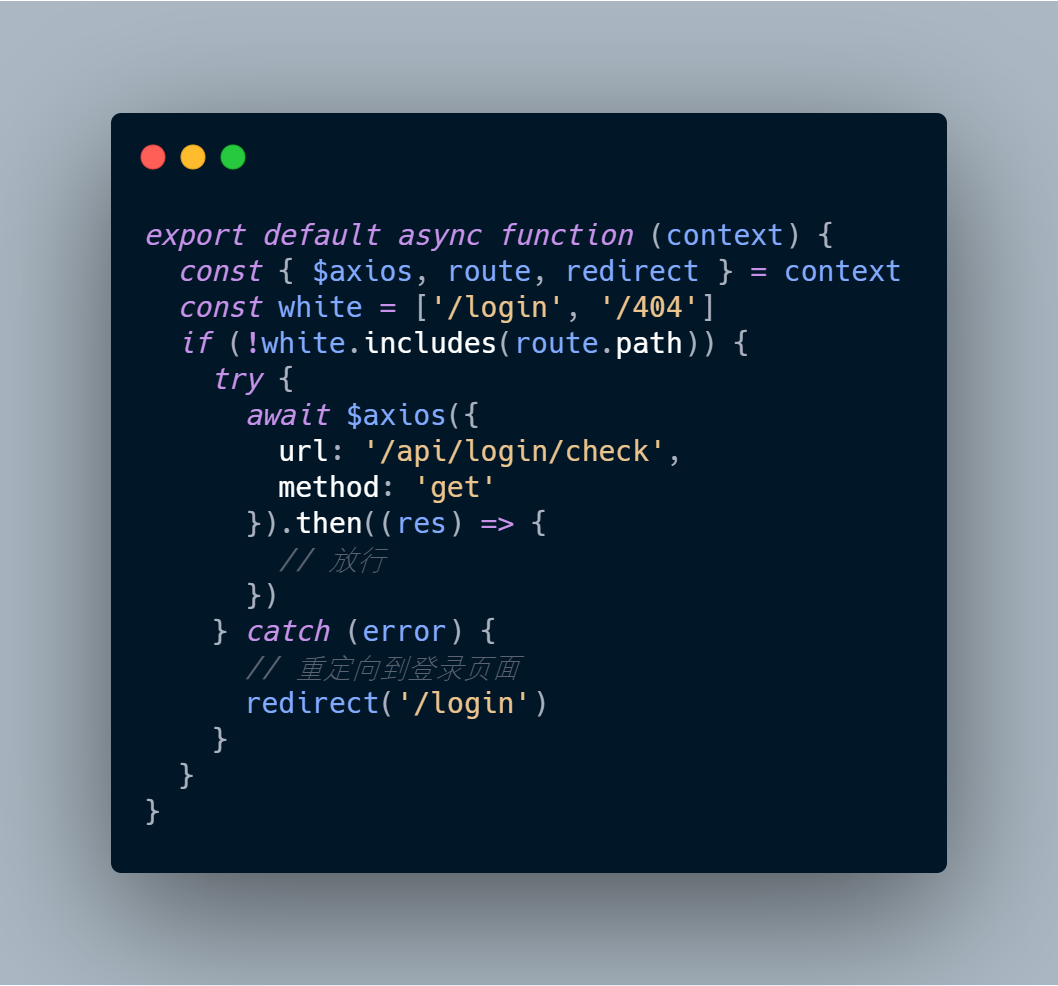 export default async function (context) {
  const { $axios, route, redirect } = context
  const white = ['/login', '/404']
  if (!white.includes(route.path)) {
    try {
      await $axios({
        url: '/api/login/check',
        method: 'get'
      }).then((res) => {
        // 放行
      })
    } catch (error) {
      // 重定向到登录页面
      redirect('/login')
    }
  }
}